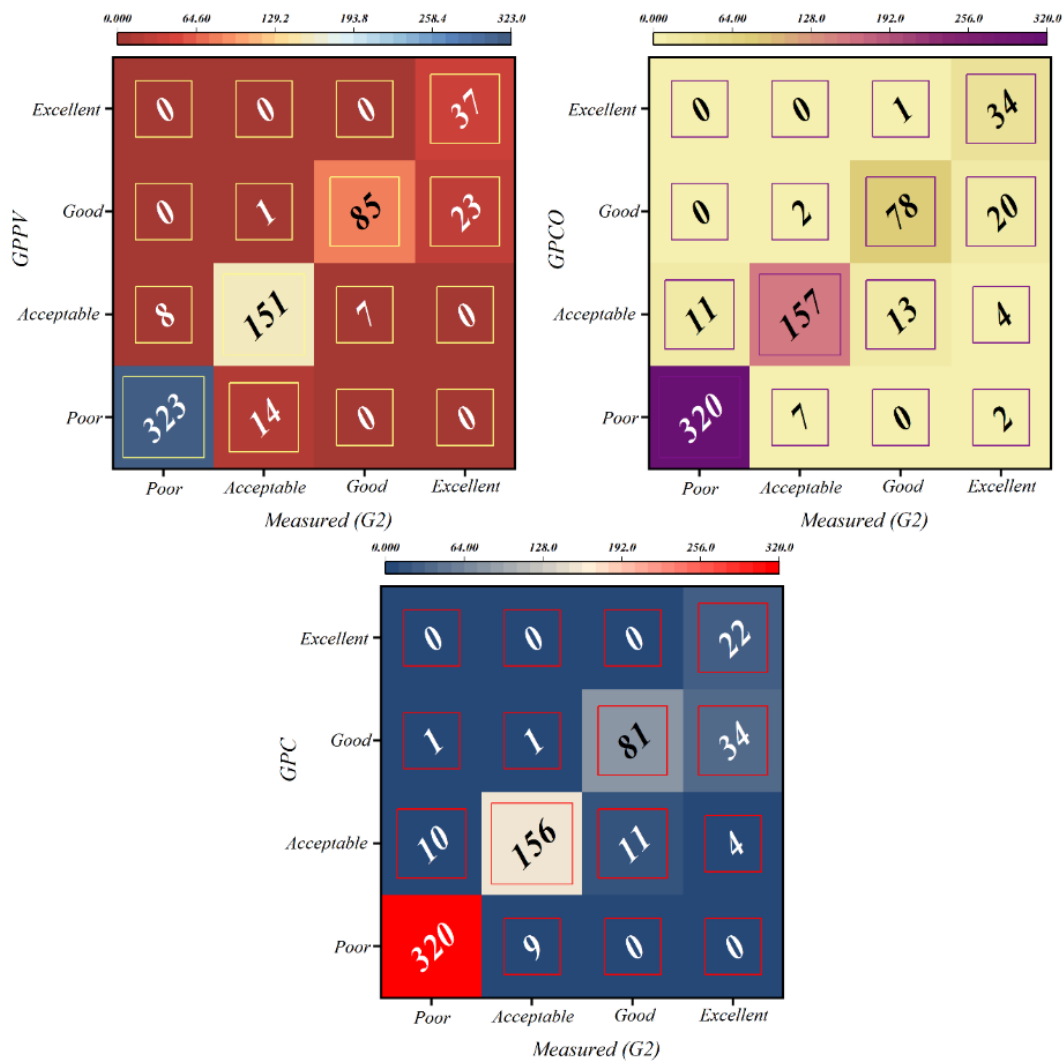 0.000 64.60 129.2 193.8 258.4 323.0
GPPV
Excellent 0 0 0 37
Good 0 1 85 23
Acceptable 8 151 7 0
Poor 323 14 0 0
Poor Acceptable Good Excellent
Measured (G2)
0.000 64.00 128.0 192.0 256.0 320.0
GPCO
Excellent 0 0 1 34
Good 0 2 78 20
Acceptable 11 157 13 4
Poor 320 7 0 2
Poor Acceptable Good Excellent
Measured (G2)
0.000 64.00 128.0 192.0 256.0 320.0
GPC
Excellent 0 0 0 22
Good 1 1 81 34
Acceptable 10 156 11 4
Poor 320 9 0 0
Poor Acceptable Good Excellent
Measured (G2)